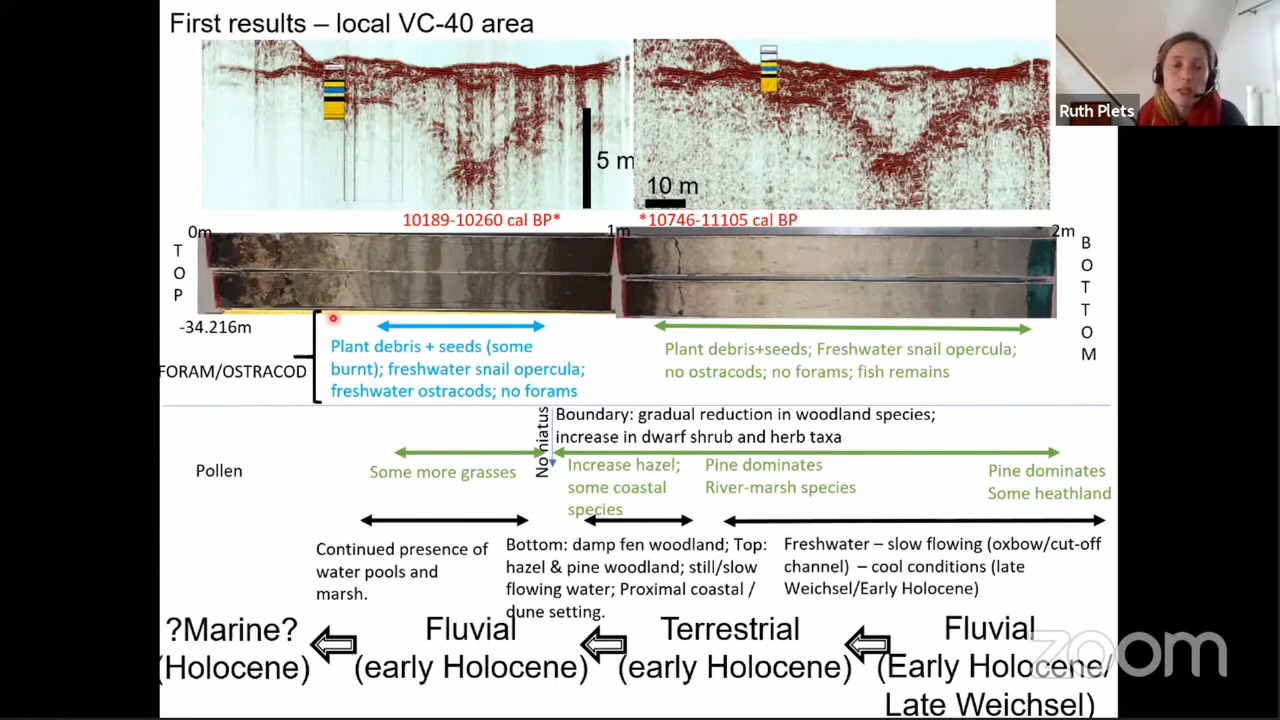 First results – local VC-40 area
Ruth Plets
5 m
10 m
10189-10260 cal BP*
*10746-11105 cal BP
0m
1m
2m
TOP
BOTTOM
-34.216m
FORAM/OSTRACOD
Plant debris + seeds (some
burnt); freshwater snail opercula;
freshwater ostracods; no forams
Plant debris+seeds; Freshwater snail opercula;
no ostracods; no forams; fish remains
No hiatus
Boundary: gradual reduction in woodland species;
increase in dwarf shrub and herb taxa
Pollen
Some more grasses
Increase hazel;
some coastal
species
Pine dominates
River-marsh species
Pine dominates
Some heathland
Continued presence of
water pools and
marsh.
Bottom: damp fen woodland; Top:
hazel & pine woodland; still/slow
flowing water; Proximal coastal /
dune setting.
Freshwater – slow flowing (oxbow/cut-off
channel) – cool conditions (late
Weichsel/Early Holocene)
?Marine?
(Holocene)
Fluvial
(early Holocene)
Terrestrial
(early Holocene)
Fluvial
(Early Holocene/
Late Weichsel)
zoom